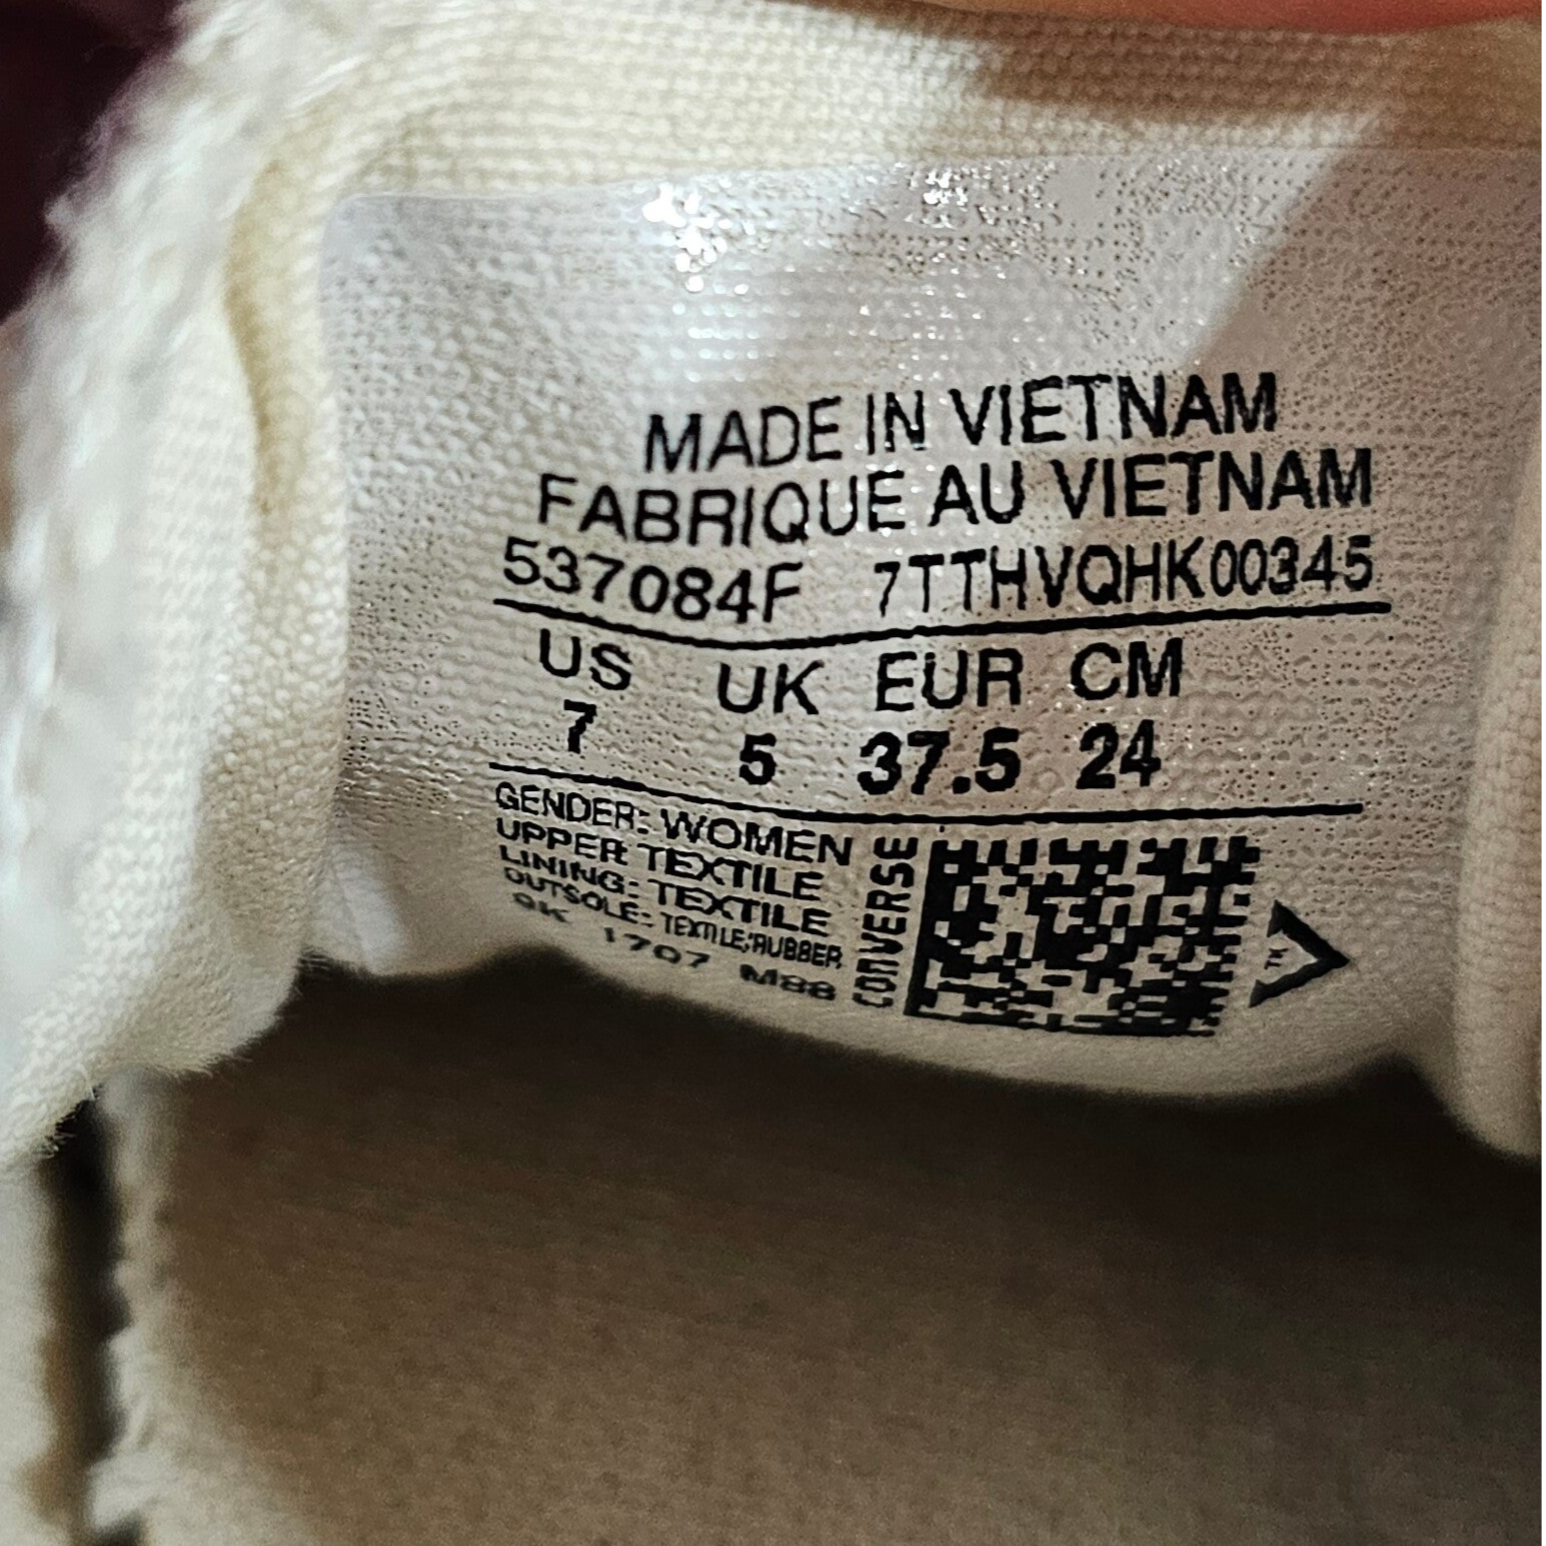 MADE IN VIETNAM
FABRIQUE AU VIETNAM
537084F 7TTHVQHK00345
US UK EUR CM
7 5 37.5 24
GENDER: WOMEN
UPPER: TEXTILE
LINING: TEXTILE
OUTSOLE: TEXTILE;RUBBER
QK 1707 M88
CONVERSE